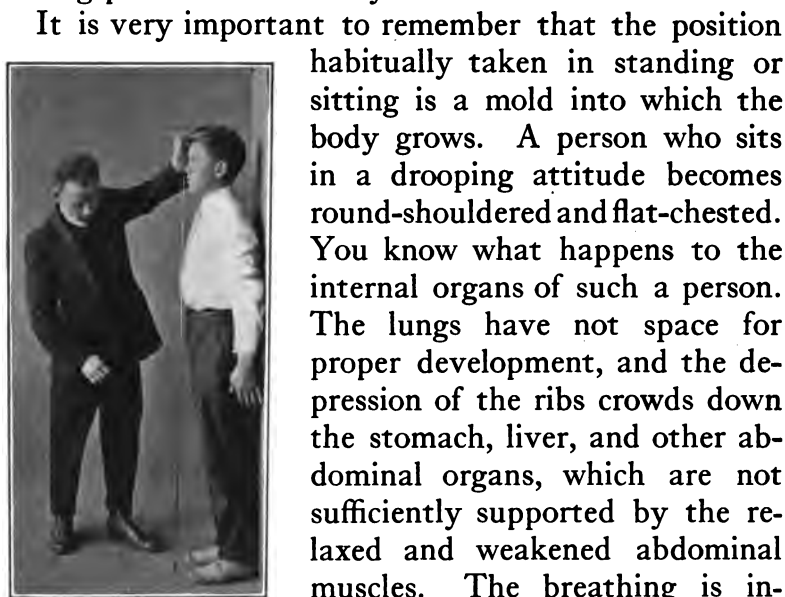 It is very important to remember that the position
habitually taken in standing or
sitting is a mold into which the
body grows. A person who sits
in a drooping attitude becomes
round-shouldered and flat-chested.
You know what happens to the
internal organs of such a person.
The lungs have not space for
proper development, and the de-
pression of the ribs crowds down
the stomach, liver, and other ab-
dominal organs, which are not
sufficiently supported by the re-
laxed and weakened abdominal
muscles. The breathing is in-